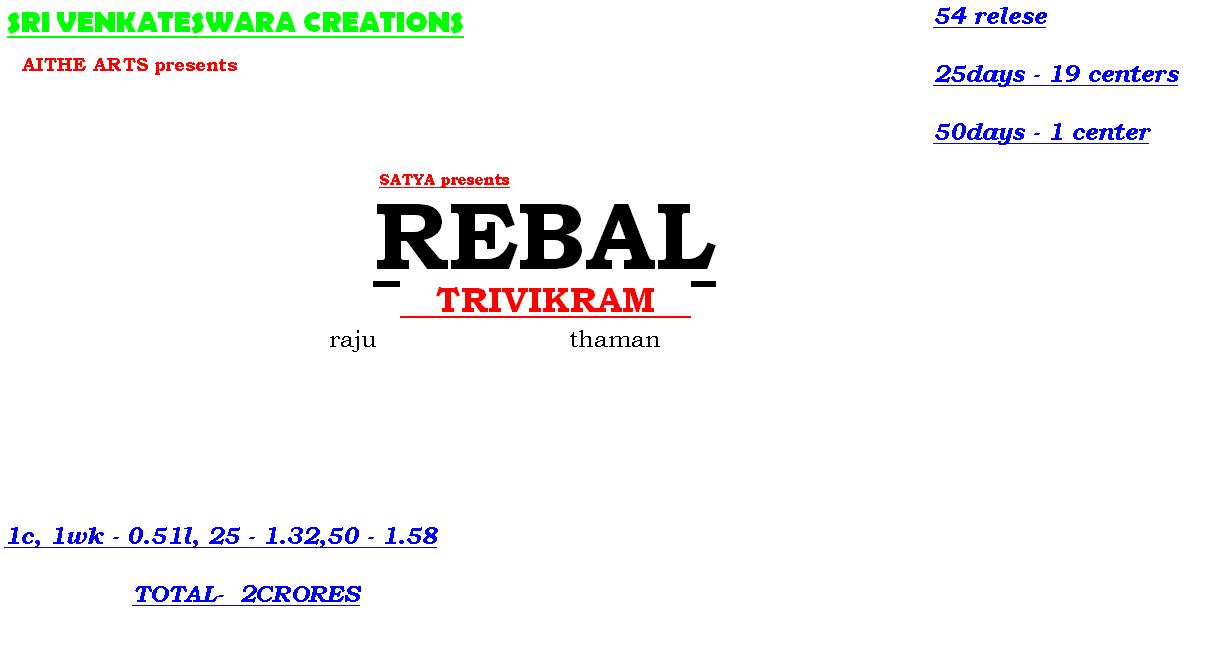 SRI VENKATESWARA CREATIONS
AITHE ARTS presents
54 relese
25days - 19 centers
50days - 1 center
SATYA presents
REBAL
TRIVIKRAM
raju thaman
1c, 1wk - 0.51l, 25 - 1.32,50 - 1.58
TOTAL- 2CRORES